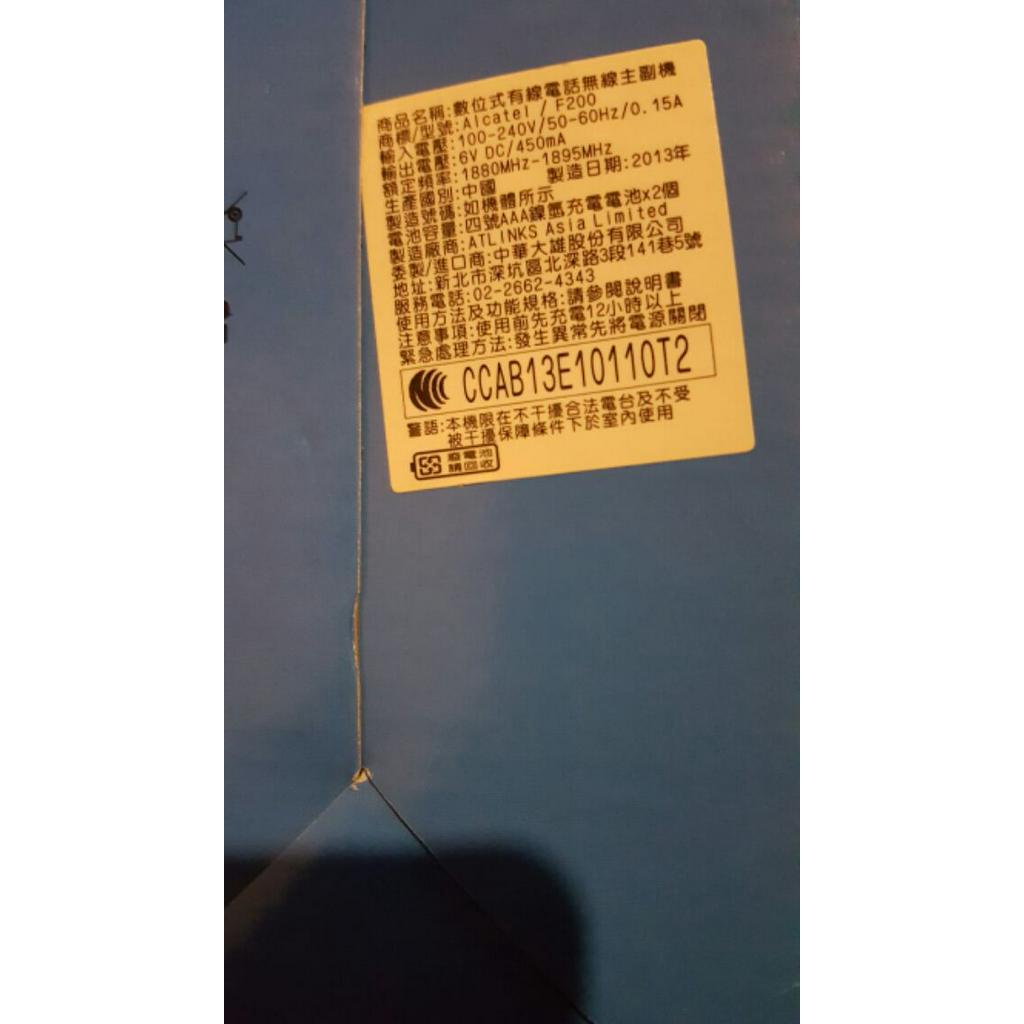 商品名稱:數位式有線電話無線主副機
商標/型號:Alcatel / F200
輸入電壓:100-240V/50-60Hz/0.15A
輸出電壓:6V DC/450mA
額定頻率:1880MHz-1895MHz
生產國別:中國 製造日期:2013年
製造號碼:如機體所示
電池容量:四號AAA鎳氫充電電池x2個
製造廠商:ATLINKS Asia Limited
委製/進口商:中華大雄股份有限公司
地址:新北市深坑區北深路3段141巷5號
服務電話:02-2662-4343
使用方法及功能規格:請參閱說明書
注意事項:使用前先充電12小時以上
緊急處理方法:發生異常先將電源關閉
CCAB13E10110T2
警語:本機限在不干擾合法電台及不受
被干擾保障條件下於室內使用
廢電池
請回收